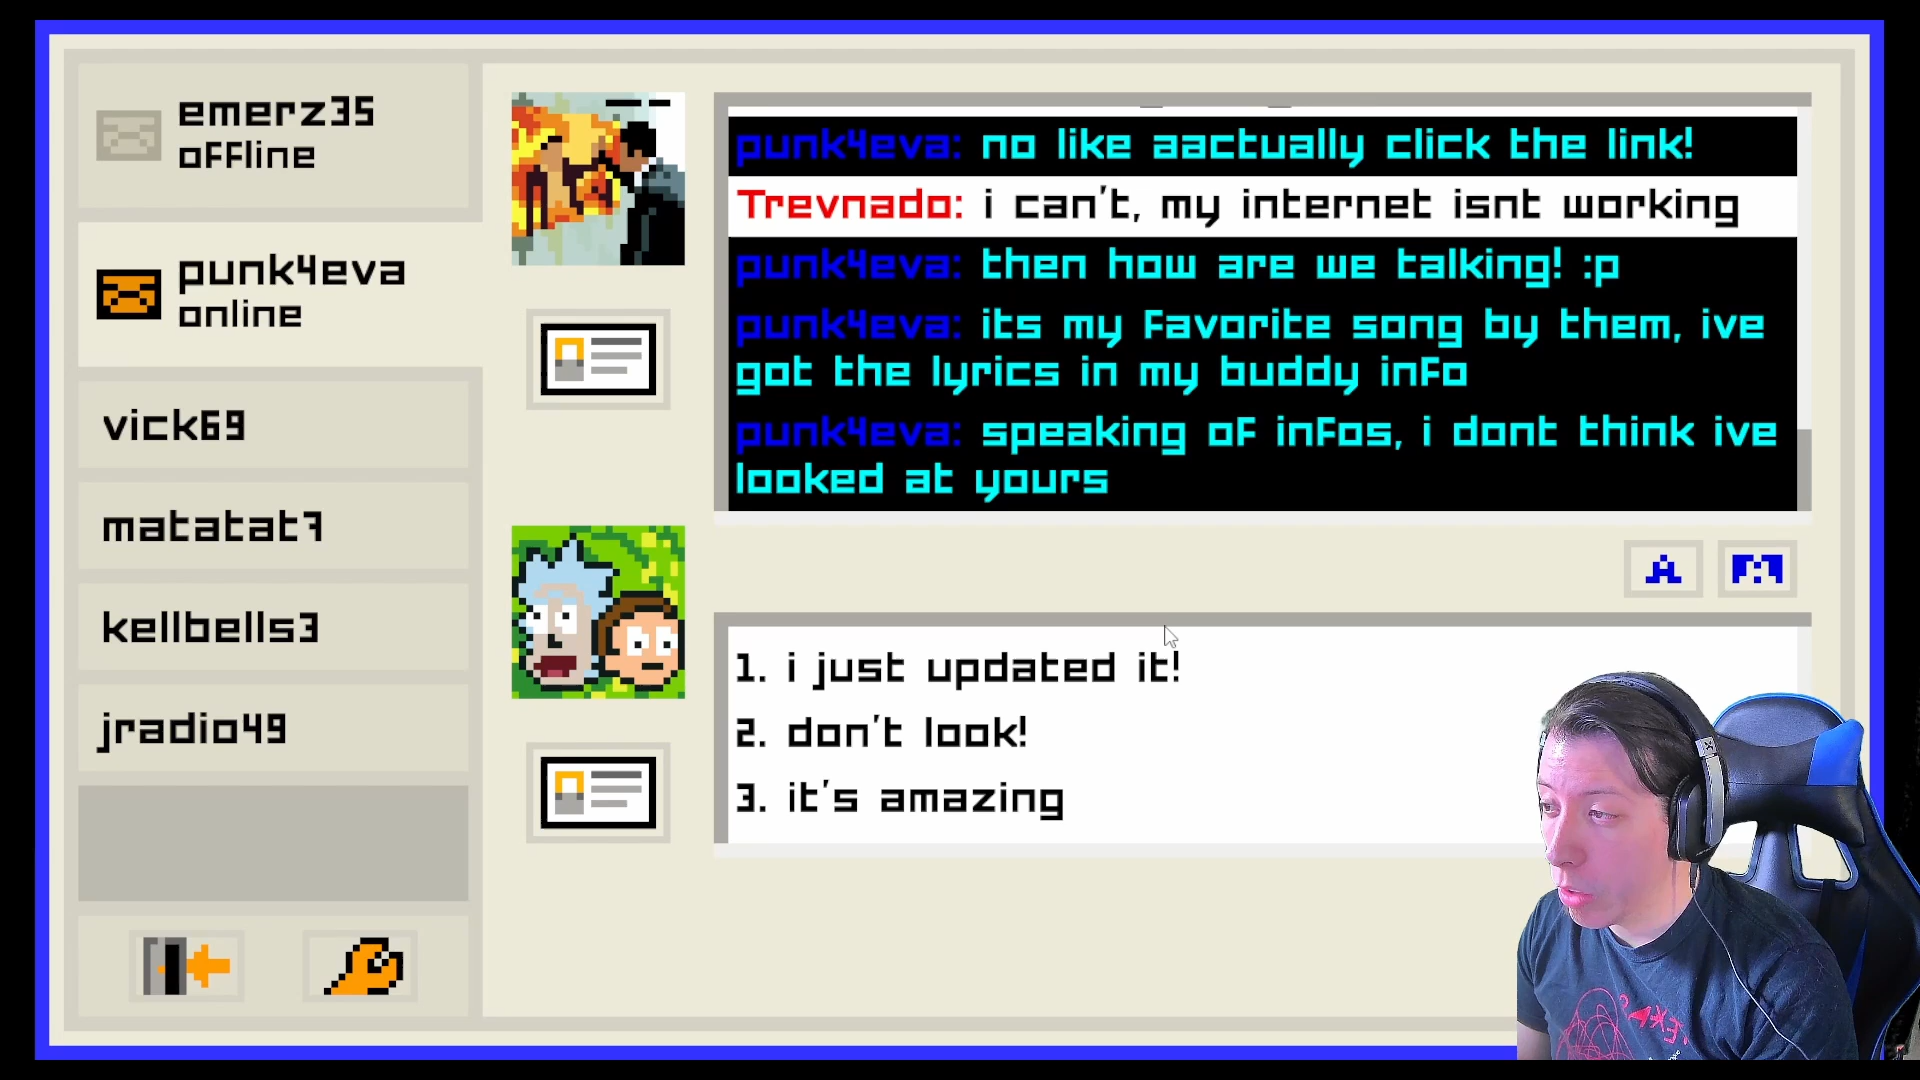 emerz35
offline
punk4eva
online
vick69
matatat7
kellbells3
jradio49
punk4eva: no like aactually click the link!
Trevnado: i can't, my internet isnt working
punk4eva: then how are we talking! :p
punk4eva: its my favorite song by them, ive
got the lyrics in my buddy info
punk4eva: speaking of infos, i dont think ive
looked at yours
A M
1. i just updated it!
2. don't look!
3. it's amazing